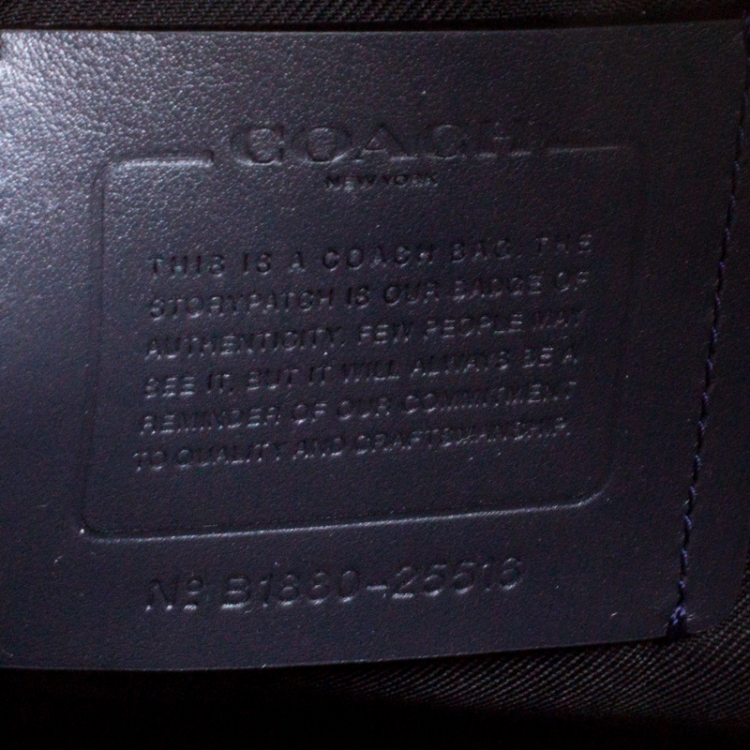 COACH
NEW YORK
THIS IS A COACH BAG. THE
STORYPATCH IS OUR BADGE OF
AUTHENTICITY. FEW PEOPLE MAY
SEE IT, BUT IT WILL ALWAYS BE A
REMINDER OF OUR COMMITMENT
TO QUALITY AND CRAFTSMANSHIP.
Nº B1880-25516